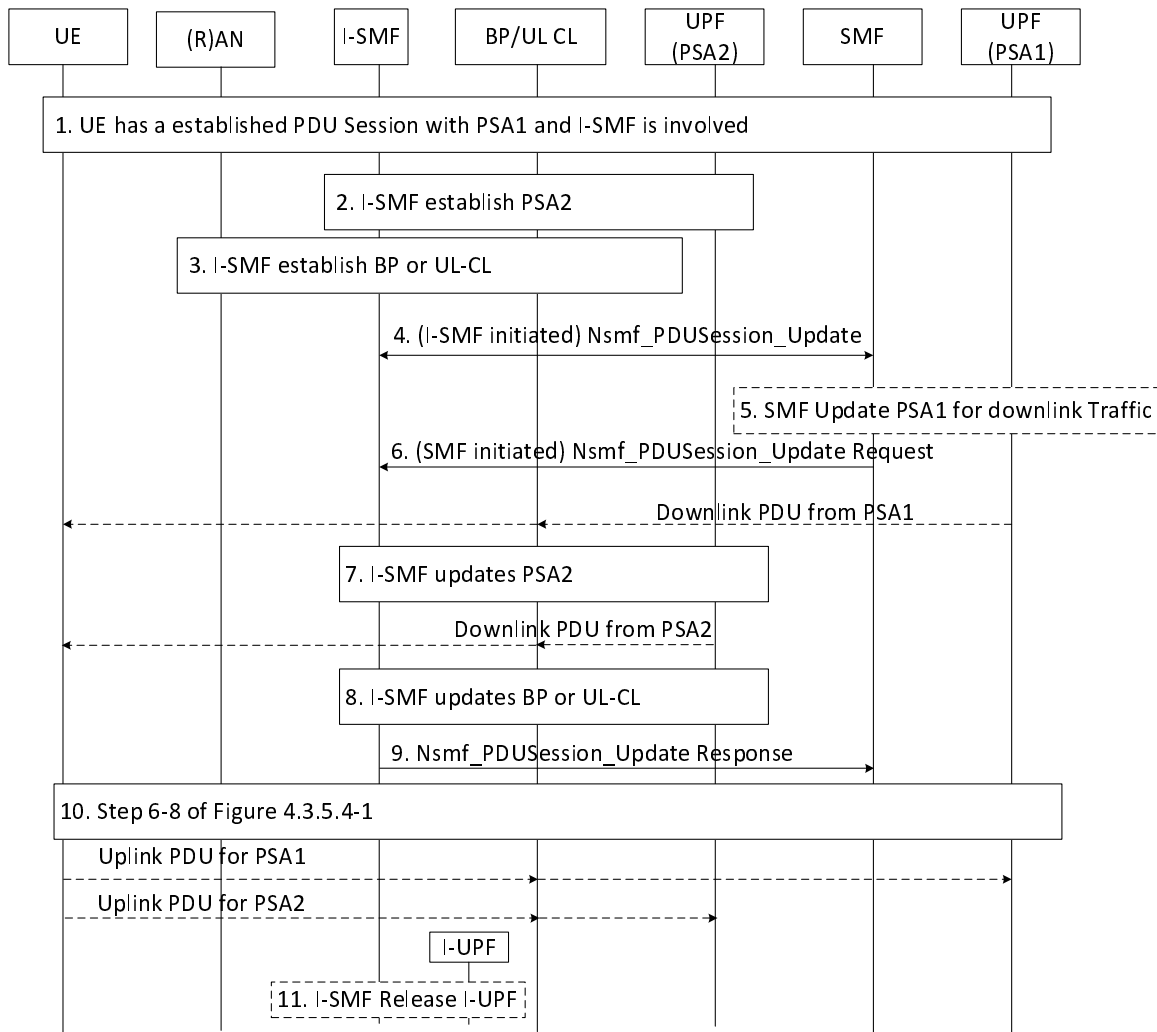 UE
(R)AN
I-SMF
BP/UL CL
UPF
(PSA2)
SMF
UPF
(PSA1)
1. UE has a established PDU Session with PSA1 and I-SMF is involved
2. I-SMF establish PSA2
3. I-SMF establish BP or UL-CL
4. (I-SMF initiated) Nsmf_PDUSession_Update
5. SMF Update PSA1 for downlink Traffic
6. (SMF initiated) Nsmf_PDUSession_Update Request
Downlink PDU from PSA1
7. I-SMF updates PSA2
Downlink PDU from PSA2
8. I-SMF updates BP or UL-CL
9. Nsmf_PDUSession_Update Response
10. Step 6-8 of Figure 4.3.5.4-1
Uplink PDU for PSA1
Uplink PDU for PSA2
I-UPF
11. I-SMF Release I-UPF